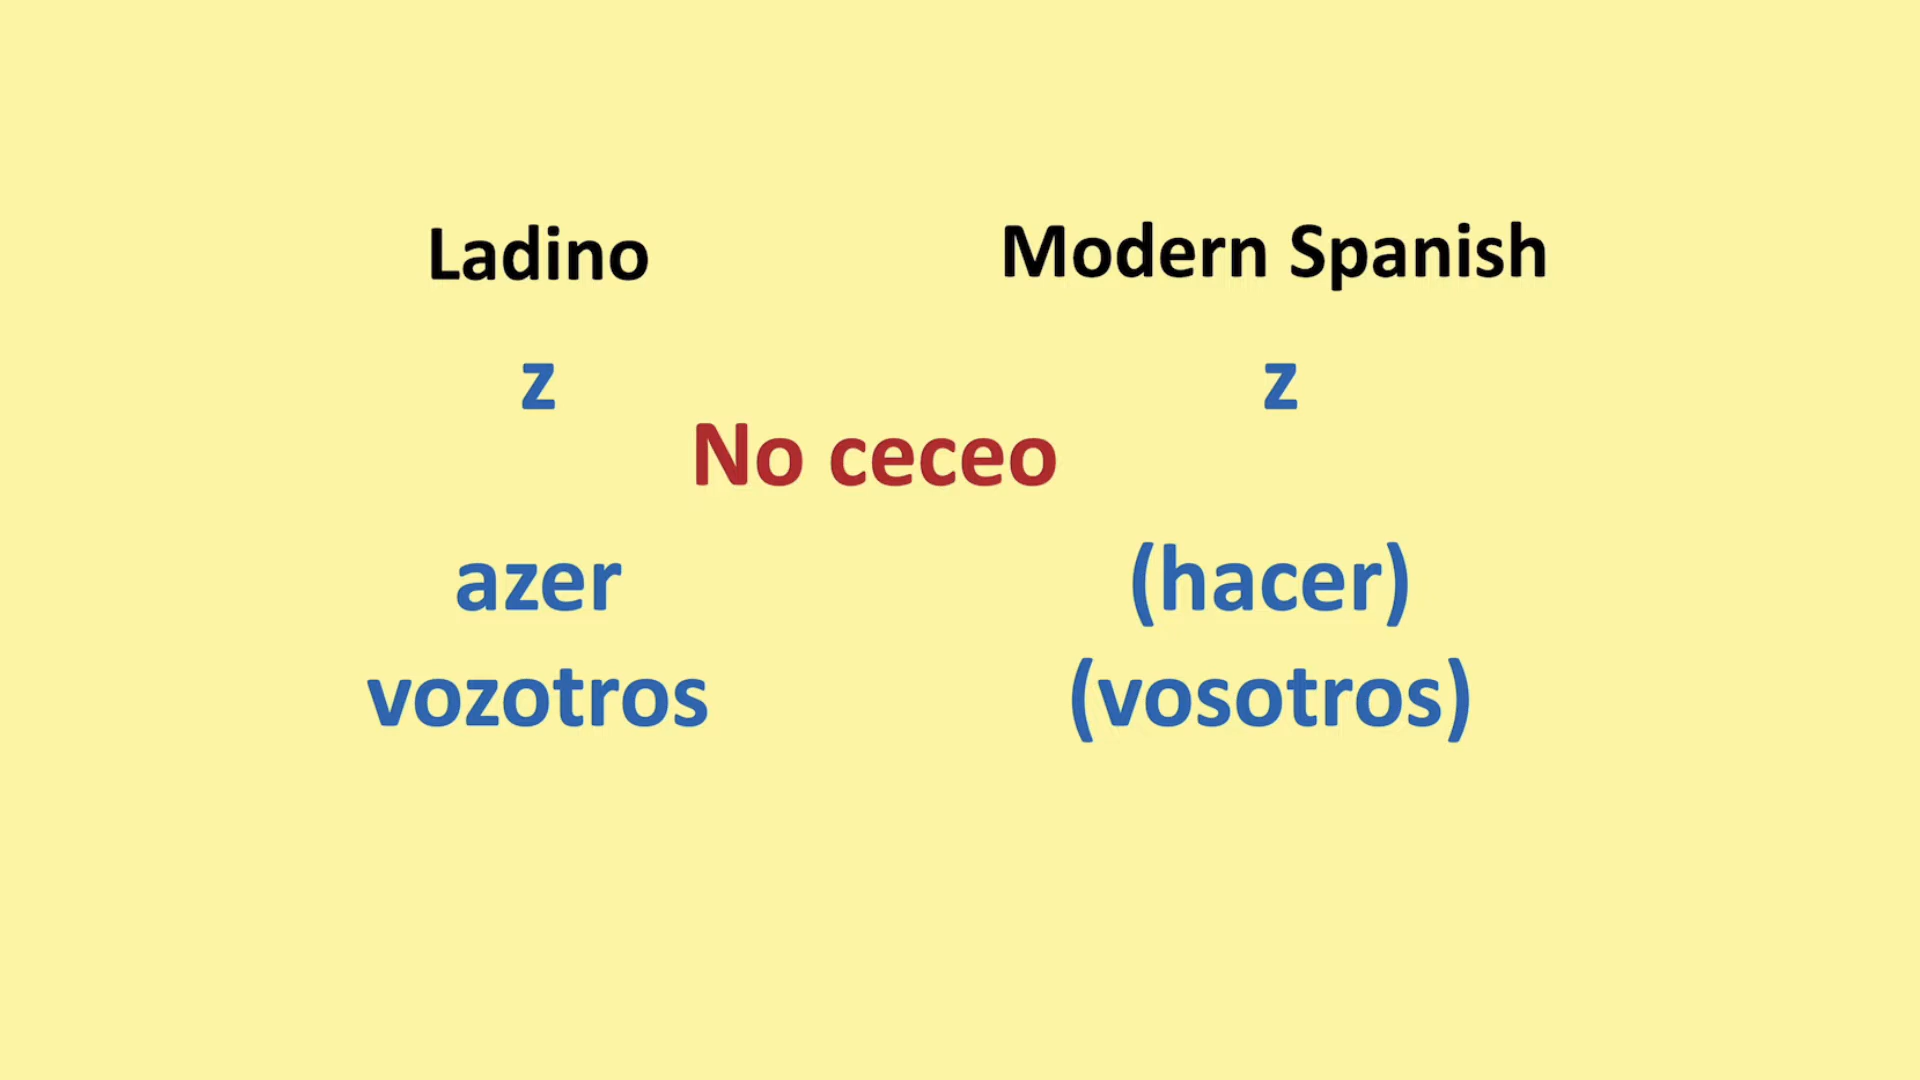 Ladino Modern Spanish
z z
No ceceo
azer (hacer)
vozotros (vosotros)